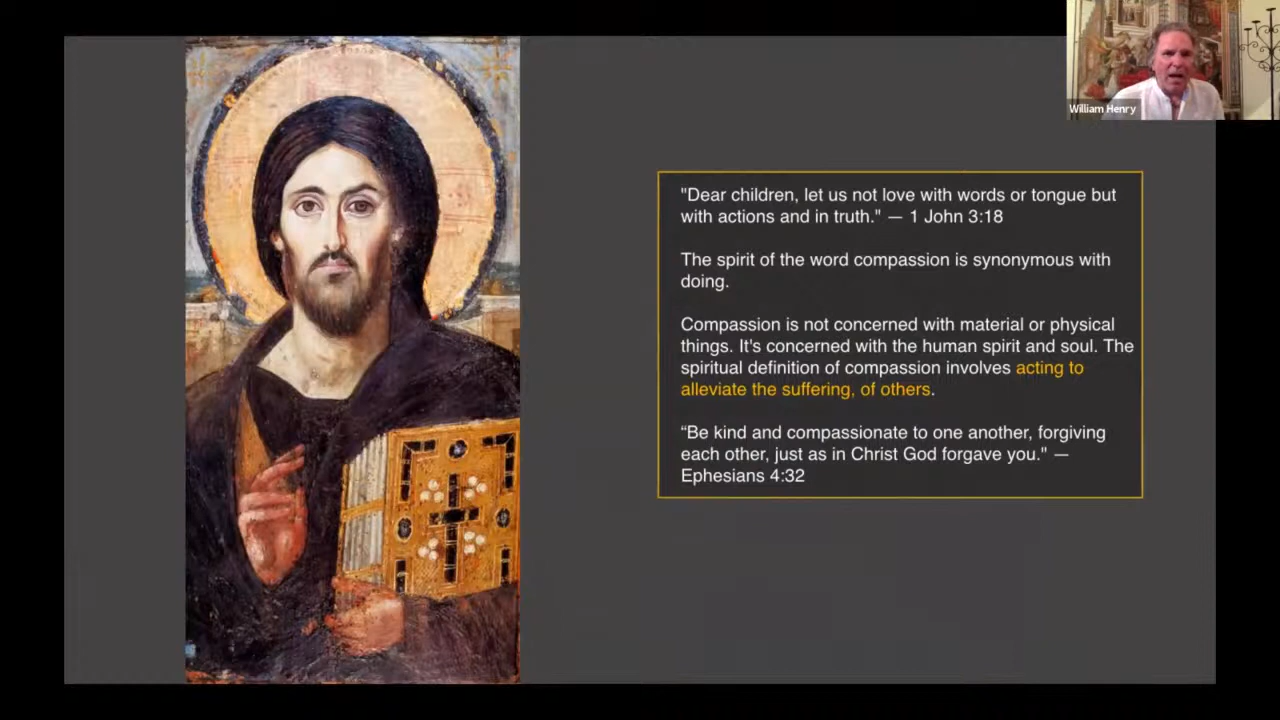 William Henry
"Dear children, let us not love with words or tongue but
with actions and in truth." — 1 John 3:18
The spirit of the word compassion is synonymous with
doing.
Compassion is not concerned with material or physical
things. It's concerned with the human spirit and soul. The
spiritual definition of compassion involves acting to
alleviate the suffering, of others.
“Be kind and compassionate to one another, forgiving
each other, just as in Christ God forgave you." —
Ephesians 4:32